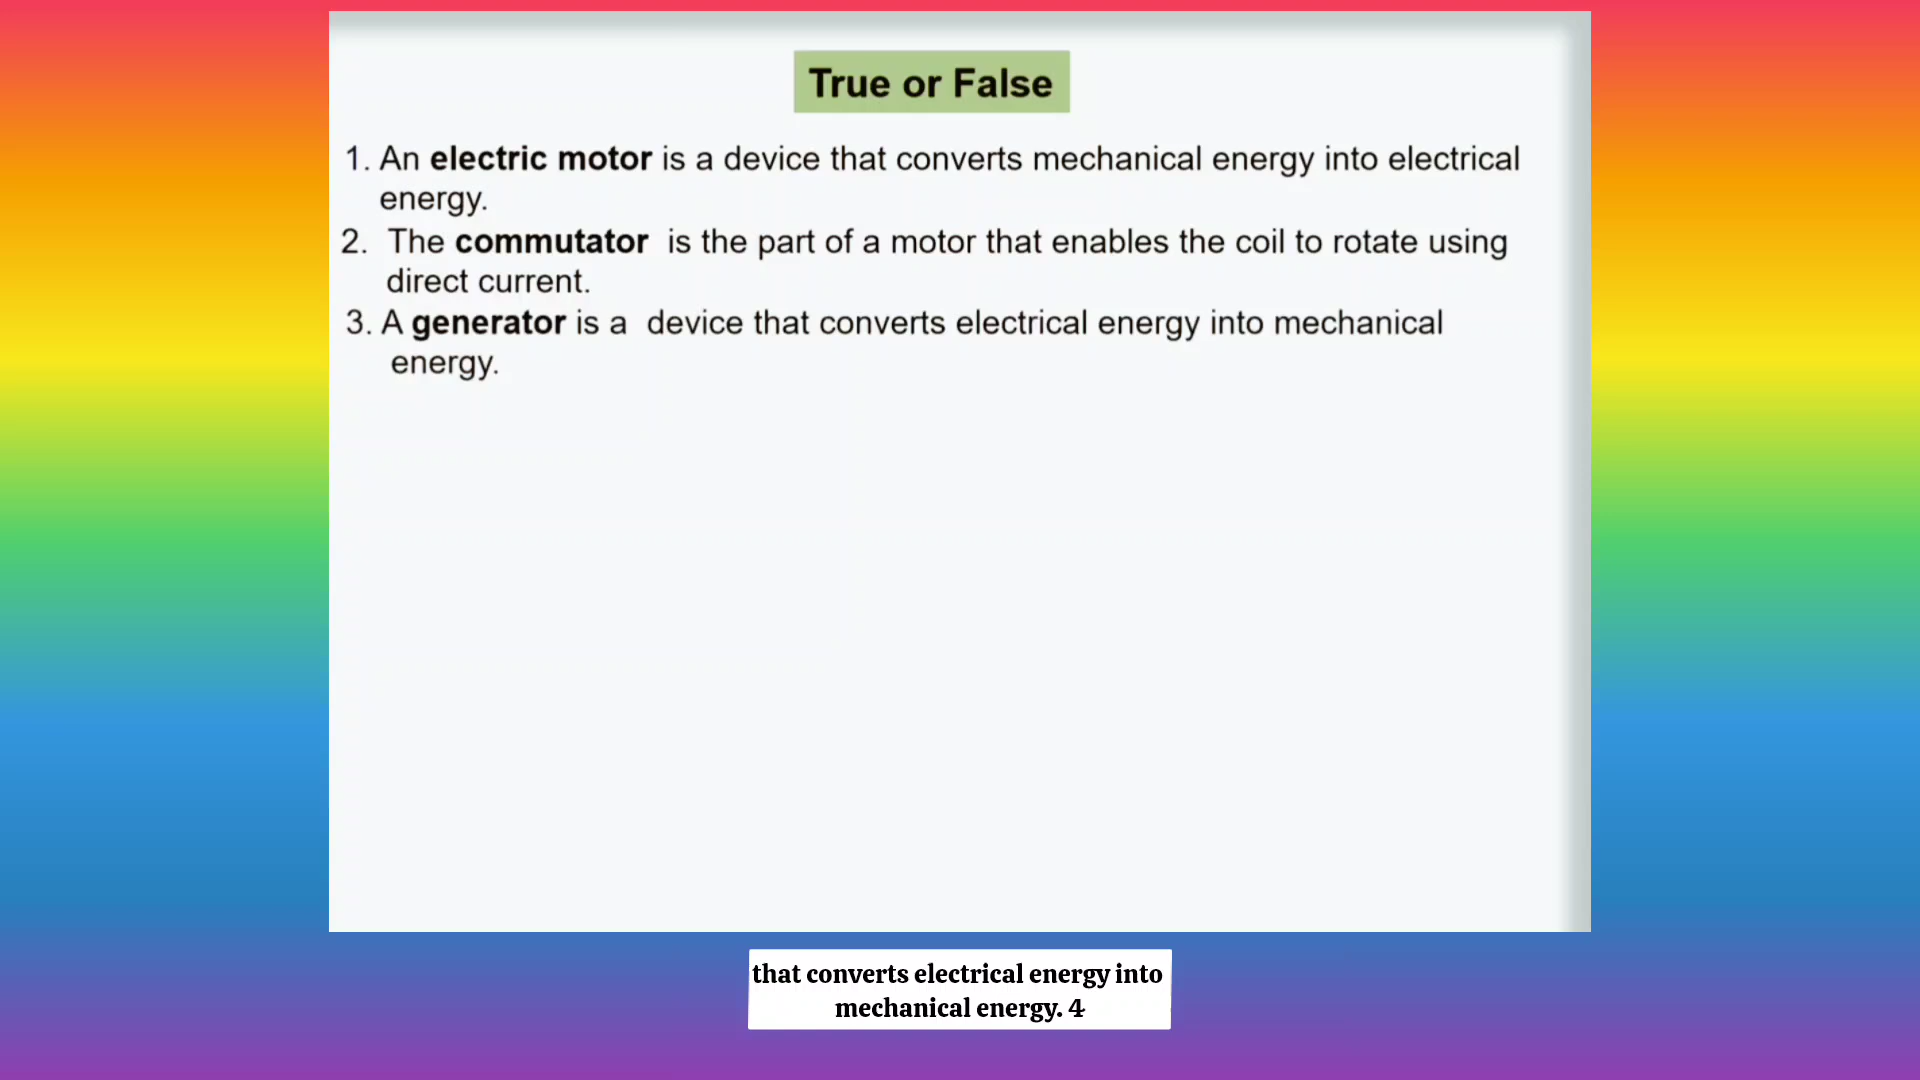 True or False
1. An electric motor is a device that converts mechanical energy into electrical
energy.
2. The commutator is the part of a motor that enables the coil to rotate using
direct current.
3. A generator is a device that converts electrical energy into mechanical
energy.
that converts electrical energy into
mechanical energy. 4